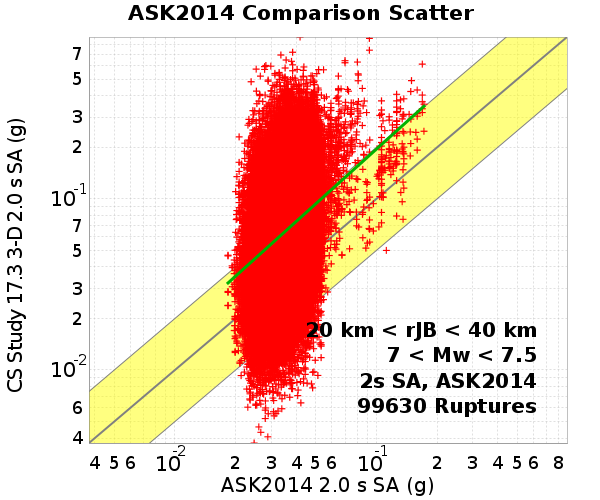 ASK2014 Comparison Scatter
CS Study 17.3 3-D 2.0 s SA (g)
7
5
3
2
10⁻¹
7
5
3
2
10⁻²
6
4
20 km < rJB < 40 km
7 < Mw < 7.5
2s SA, ASK2014
99630 Ruptures
4 5 6 10⁻² 2 3 4 5 6 10⁻¹ 2 3 4 5 6 8
ASK2014 2.0 s SA (g)